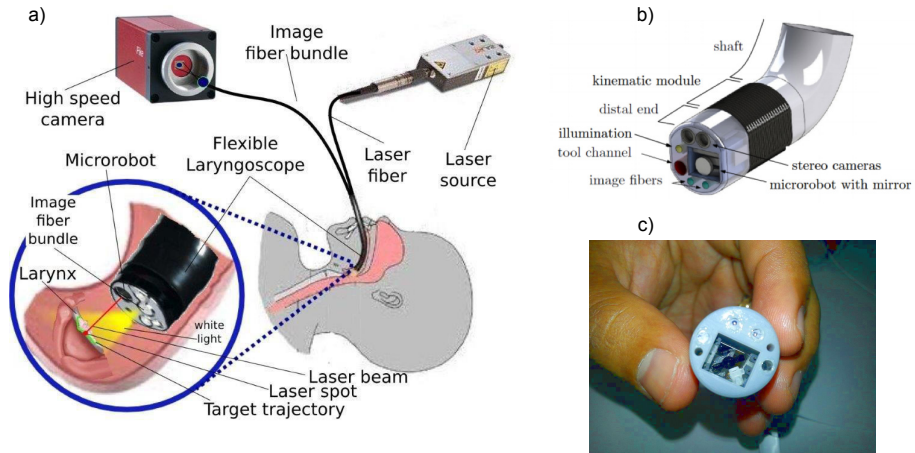 a)
Image
fiber bundle
High speed
camera
Laser
fiber
Laser
source
Flexible
Laryngoscope
Microrobot
Image
fiber
bundle
Larynx
white
light
Laser beam
Laser spot
Target trajectory
b)
shaft
kinematic module
distal end
illumination
tool channel
image fibers
stereo cameras
microrobot with mirror
c)